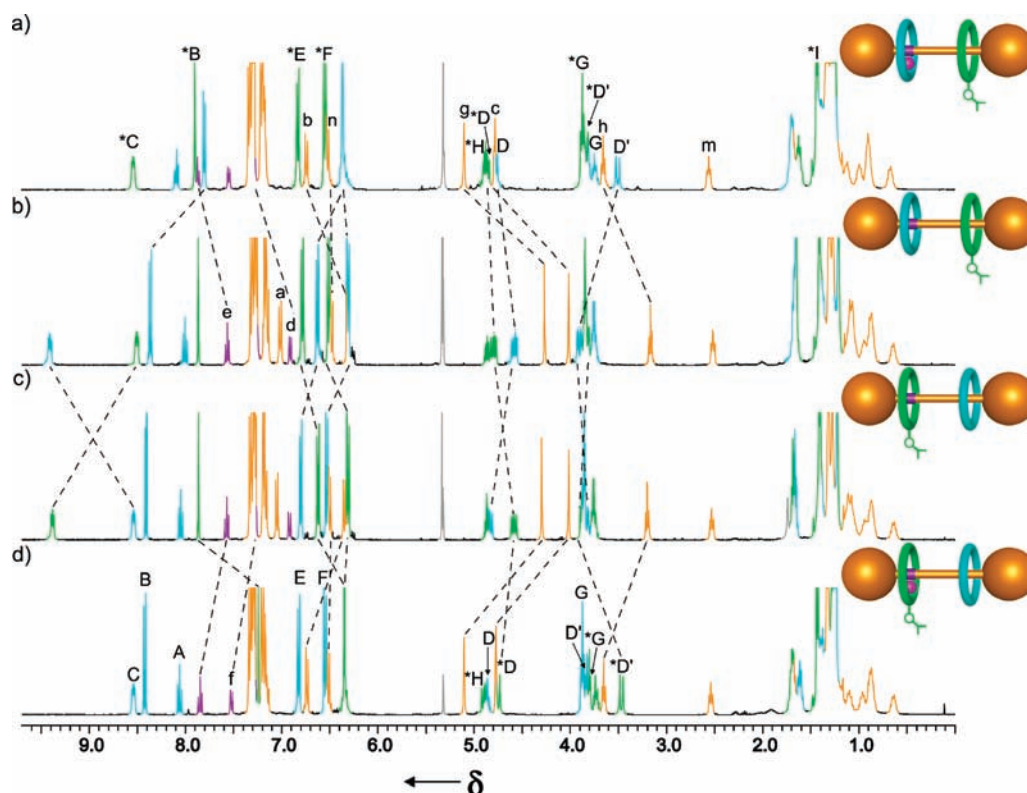 a)
*B
*E
*F
*G
*I
*D'
*C
b
n
g
*D
c
*H
D
G
h
D'
m
b)
e
a
d
c)
d)
B
E
F
G
A
D
D'
*G
C
f
*H
*D
*D'
9.0 8.0 7.0 6.0 5.0 4.0 3.0 2.0 1.0
δ